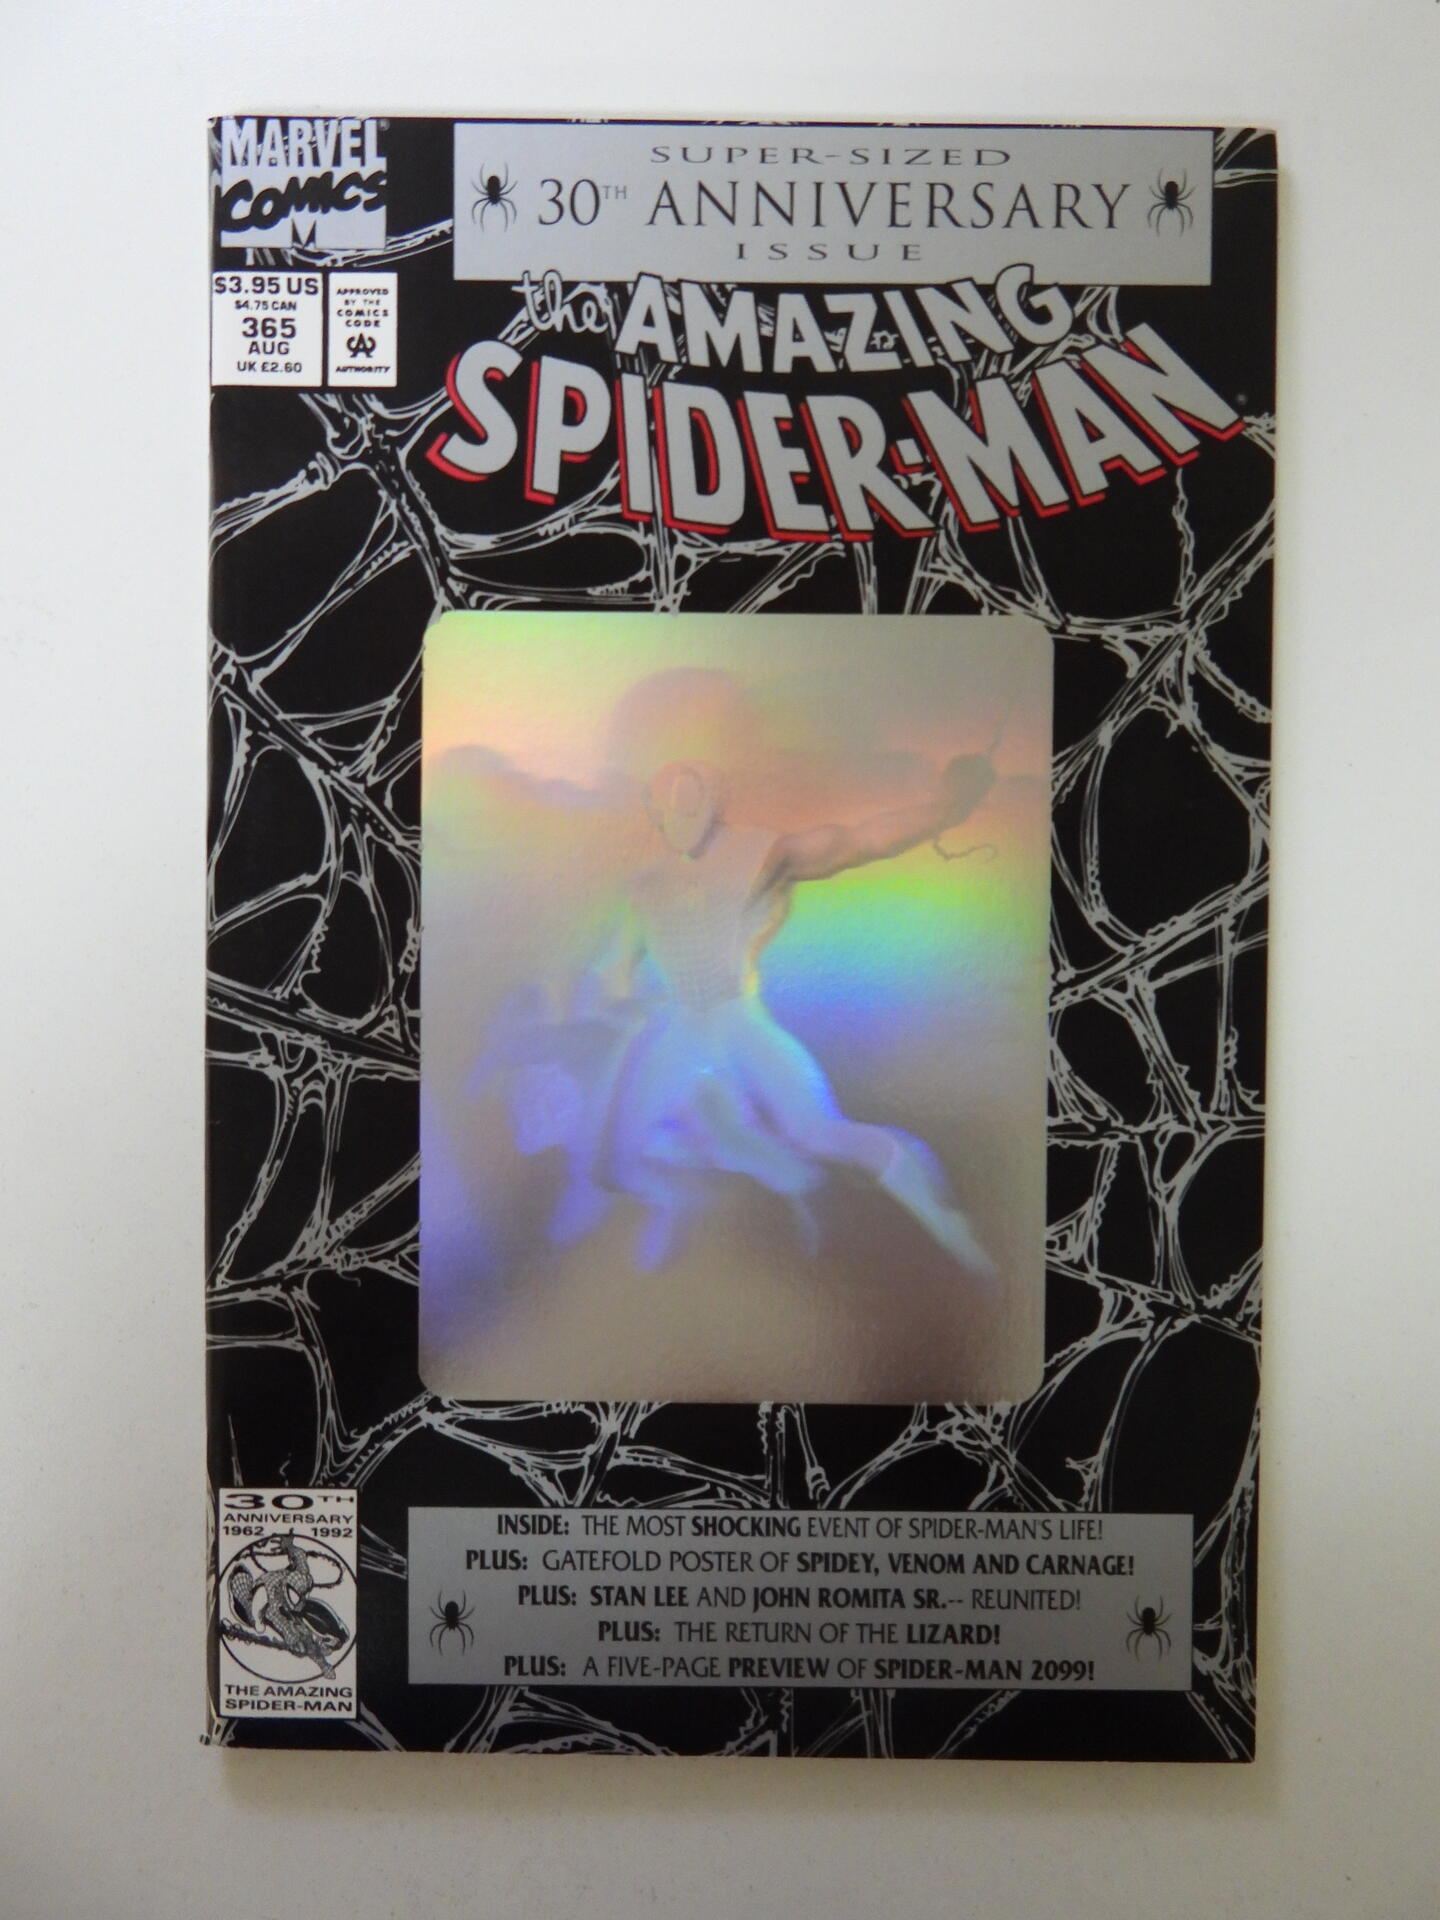 MARVEL®
COMICS
SUPER-SIZED
30TH ANNIVERSARY
ISSUE
$3.95 US
$4.75 CAN
365
AUG
UK £2.60
APPROVED
BY THE
COMICS
CODE
CA
AUTHORITY
the AMAZING
SPIDER-MAN®
30TH
ANNIVERSARY
1962 1992
THE AMAZING
SPIDER-MAN
INSIDE: THE MOST SHOCKING EVENT OF SPIDER-MAN'S LIFE!
PLUS: GATEFOLD POSTER OF SPIDEY, VENOM AND CARNAGE!
PLUS: STAN LEE AND JOHN ROMITA SR.-- REUNITED!
PLUS: THE RETURN OF THE LIZARD!
PLUS: A FIVE-PAGE PREVIEW OF SPIDER-MAN 2099!